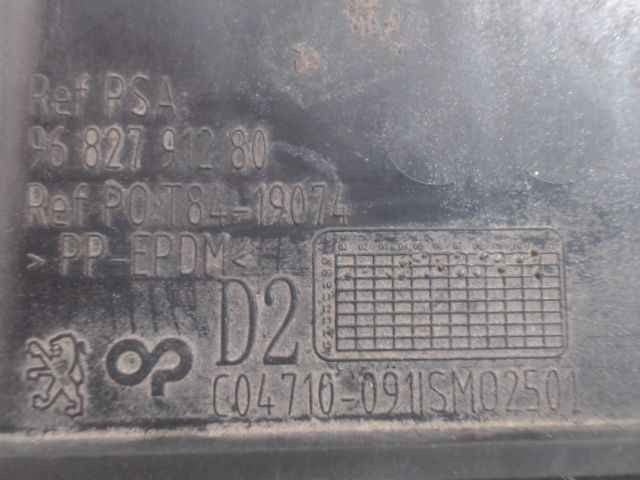 Ref PSA:
96 827 912 80
Ref PO:T84-19074
>PP-EPDM<
D2
C04710-091ISM02501